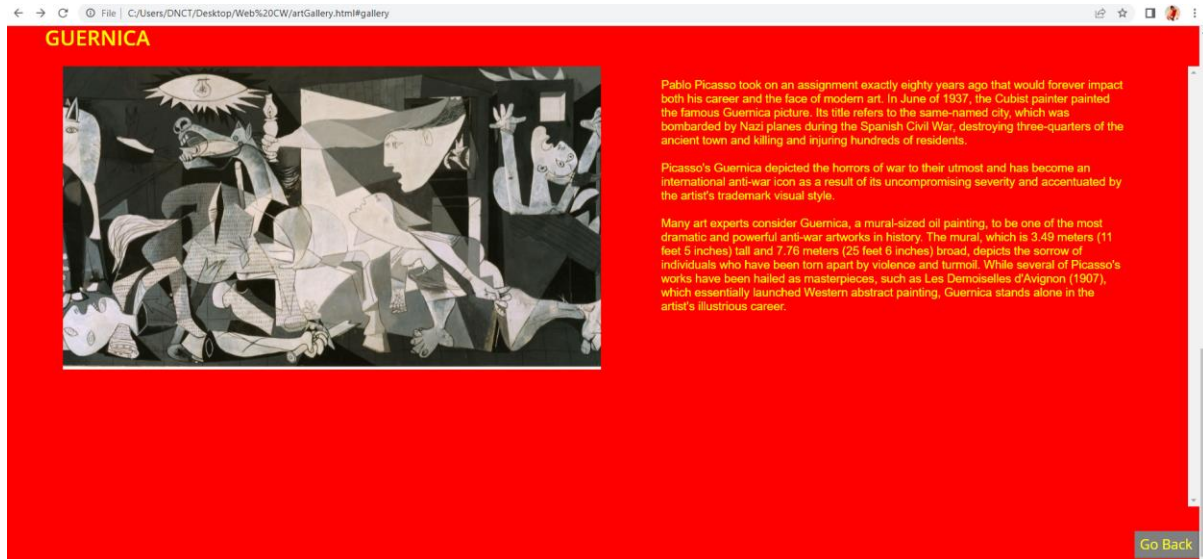 File | C:/Users/DNCT/Desktop/Web%20CW/artGallery.html#gallery
GUERNICA
Pablo Picasso took on an assignment exactly eighty years ago that would forever impact
both his career and the face of modern art. In June of 1937, the Cubist painter painted
the famous Guernica picture. Its title refers to the same-named city, which was
bombarded by Nazi planes during the Spanish Civil War, destroying three-quarters of the
ancient town and killing and injuring hundreds of residents.
Picasso's Guernica depicted the horrors of war to their utmost and has become an
international anti-war icon as a result of its uncompromising severity and accentuated by
the artist's trademark visual style.
Many art experts consider Guernica, a mural-sized oil painting, to be one of the most
dramatic and powerful anti-war artworks in history. The mural, which is 3.49 meters (11
feet 5 inches) tall and 7.76 meters (25 feet 6 inches) broad, depicts the sorrow of
individuals who have been torn apart by violence and turmoil. While several of Picasso's
works have been hailed as masterpieces, such as Les Demoiselles d'Avignon (1907),
which essentially launched Western abstract painting, Guernica stands alone in the
artist's illustrious career.
Go Back